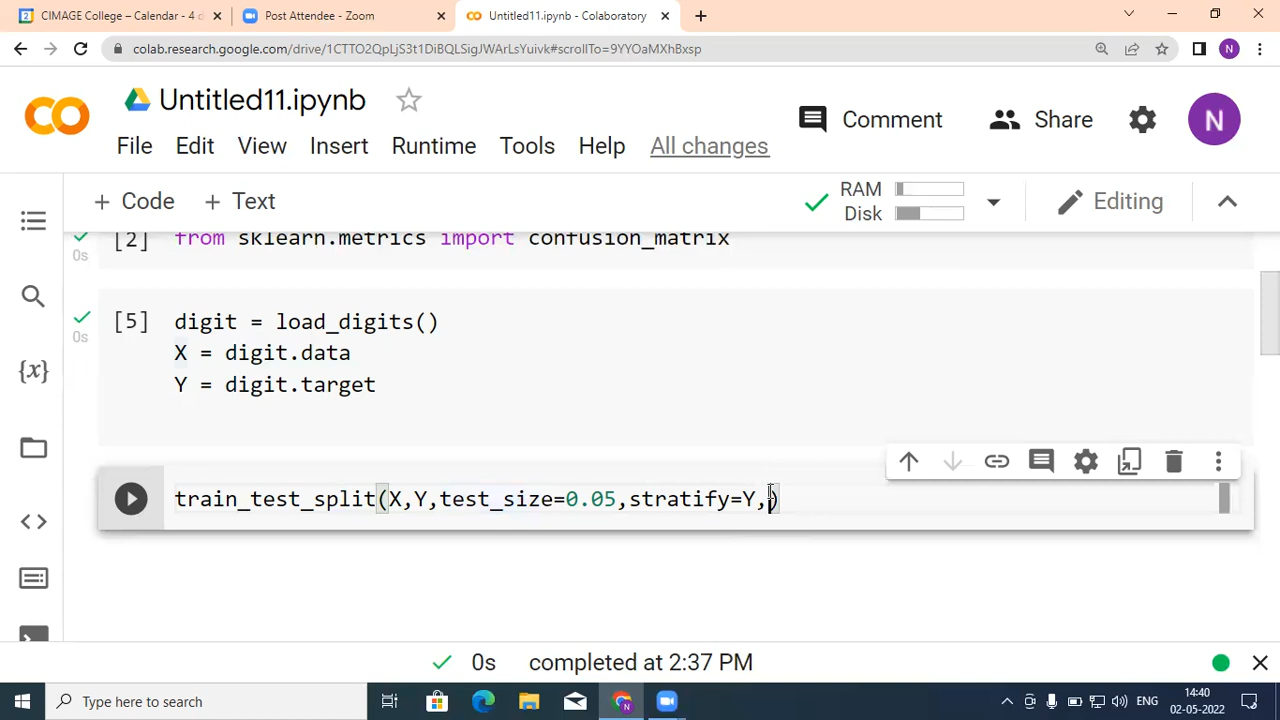 CIMAGE College – Calendar - 4 d
Post Attendee - Zoom
Untitled11.ipynb - Colaboratory
colab.research.google.com/drive/1CTTO2QpLjS3t1DiBQLSigJWArLsYuivk#scrollTo=9YYOaMXhBxsp
N
Untitled11.ipynb
Comment
Share
N
File Edit View Insert Runtime Tools Help All changes
+ Code + Text
RAM
Disk
Editing
[2] from sklearn.metrics import confusion_matrix
0s
[5] digit = load_digits()
0s
X = digit.data
Y = digit.target
{x}
train_test_split(X,Y,test_size=0.05,stratify=Y,)
0s completed at 2:37 PM
Type here to search
ENG
14:40
02-05-2022